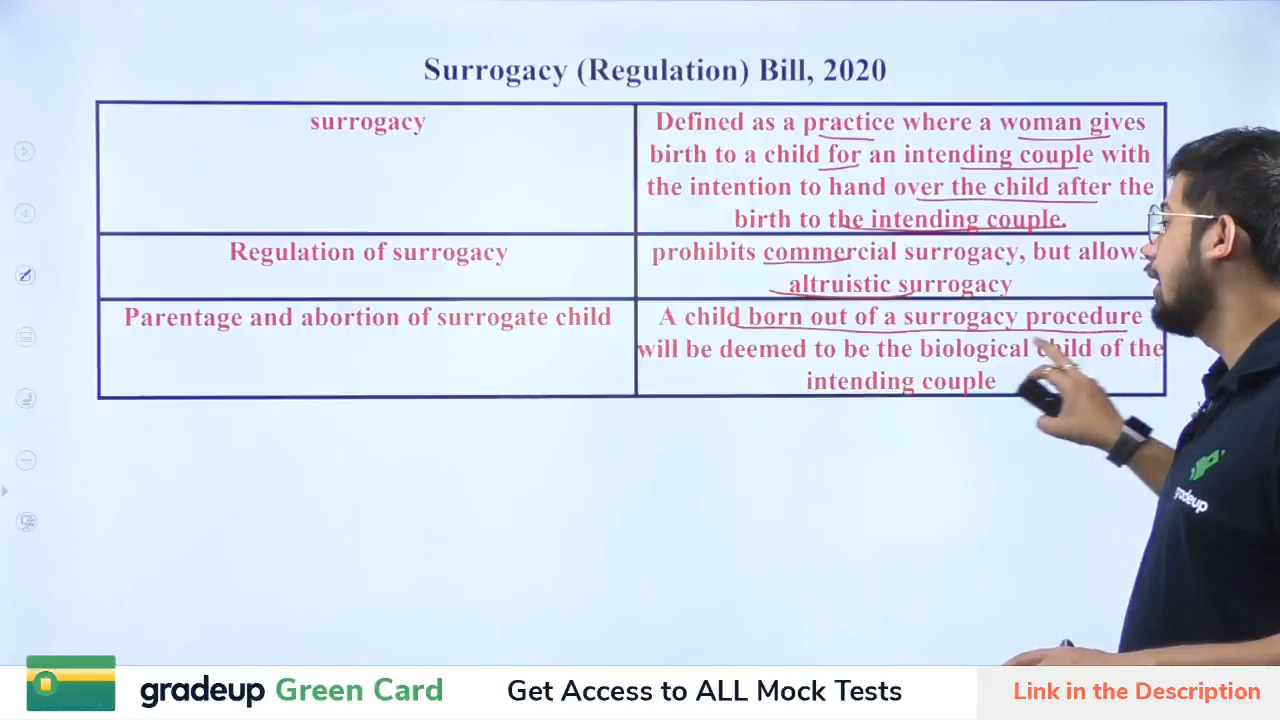 Surrogacy (Regulation) Bill, 2020
surrogacy
Defined as a practice where a woman gives
birth to a child for an intending couple with
the intention to hand over the child after the
birth to the intending couple.
Regulation of surrogacy
prohibits commercial surrogacy, but allows
altruistic surrogacy
Parentage and abortion of surrogate child
A child born out of a surrogacy procedure
will be deemed to be the biological child of the
intending couple
gradeup
gradeup Green Card
Get Access to ALL Mock Tests
Link in the Description